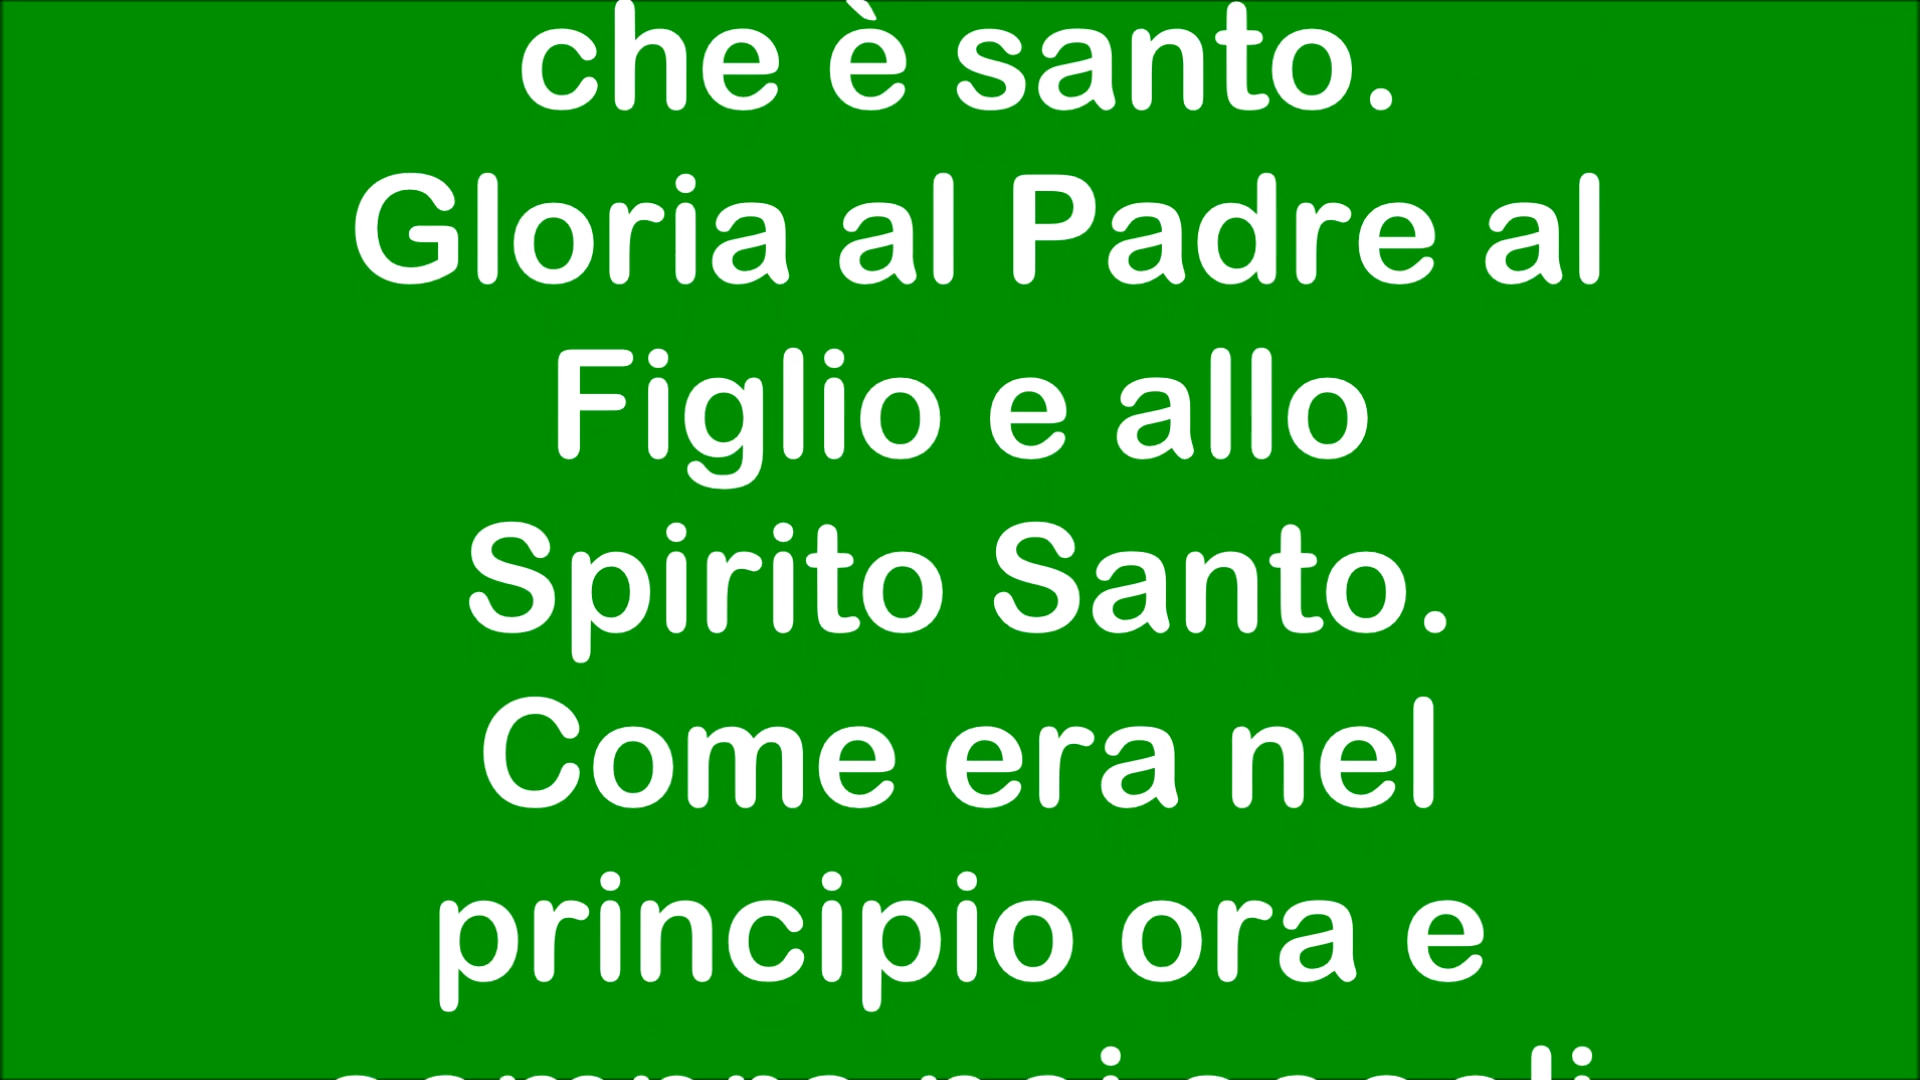 che è santo.
Gloria al Padre al
Figlio e allo
Spirito Santo.
Come era nel
principio ora e